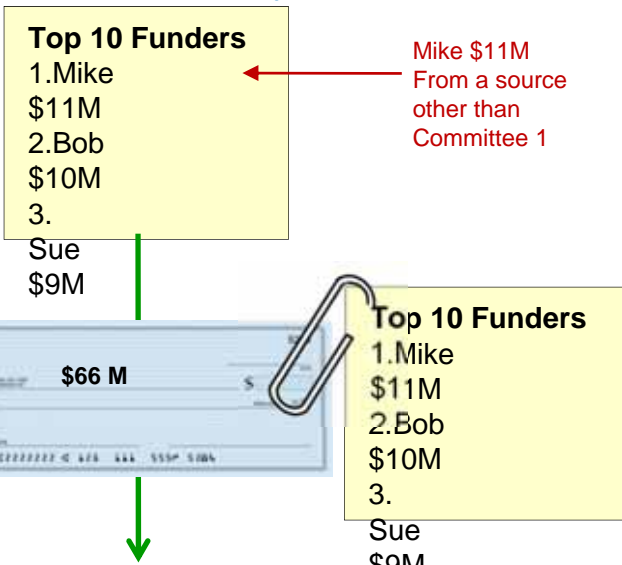 Top 10 Funders
1.Mike
$11M
2.Bob
$10M
3.
Sue
$9M
Mike $11M
From a source
other than
Committee 1
$66 M
$
Top 10 Funders
1.Mike
$11M
2.Bob
$10M
3.
Sue
$9M